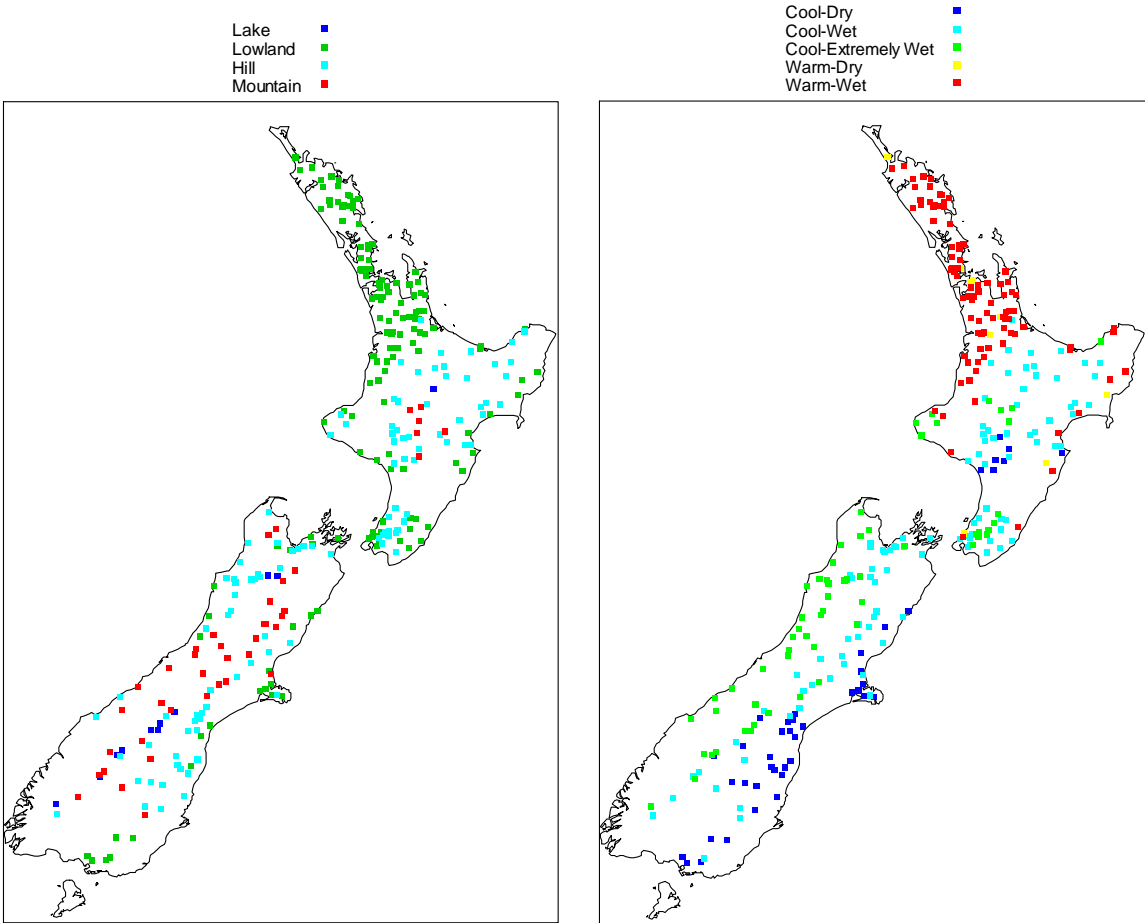 Lake
Lowland
Hill
Mountain
Cool-Dry
Cool-Wet
Cool-Extremely Wet
Warm-Dry
Warm-Wet